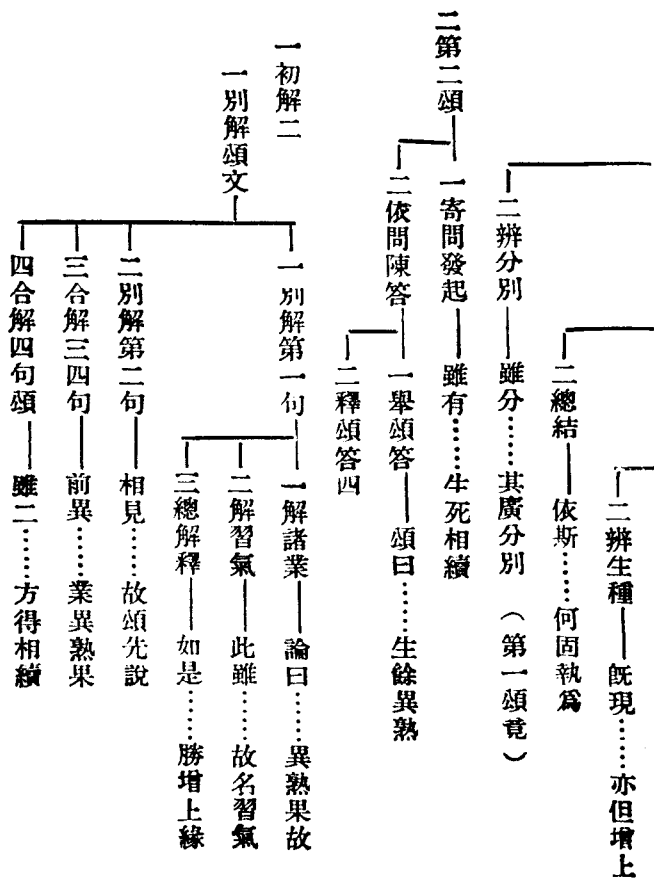 二辨生種 既現……亦但增上
二總結 依斯……何固執爲
二辨分別 雖分……其廣分別 (第一頌竟)
二第二頌
一寄問發起 雖有……生死相續
二依問陳答
一舉頌答 頌曰……生餘異熟
二釋頌答四
一初解二
一別解頌文
一別解第一句
一解諸業 論曰……異熟果故
二解習氣 此雖……故名習氣
三總解釋 如是……勝增上緣
二別解第二句 相見……故頌先說
三合解三四句 前異……業異熟果
四合解四句頌 雖二……方得相續